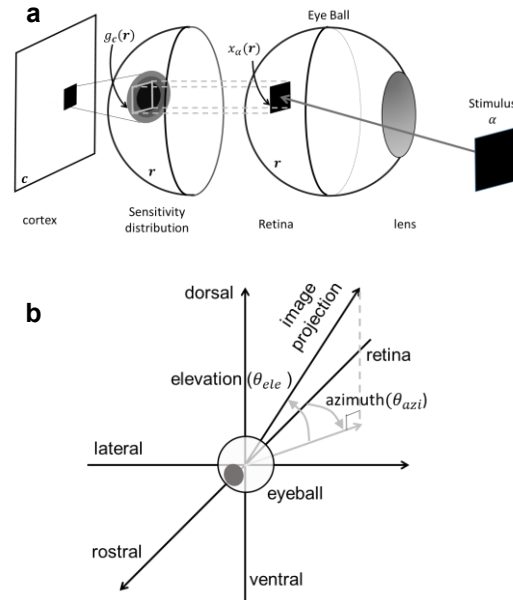 a
Eye Ball
g_c(r)
x_α(r)
Stimulus
α
r
r
c
cortex
Sensitivity
distribution
Retina
lens
b
dorsal
image
projection
retina
elevation(θ_ele)
azimuth(θ_azi)
lateral
eyeball
rostral
ventral